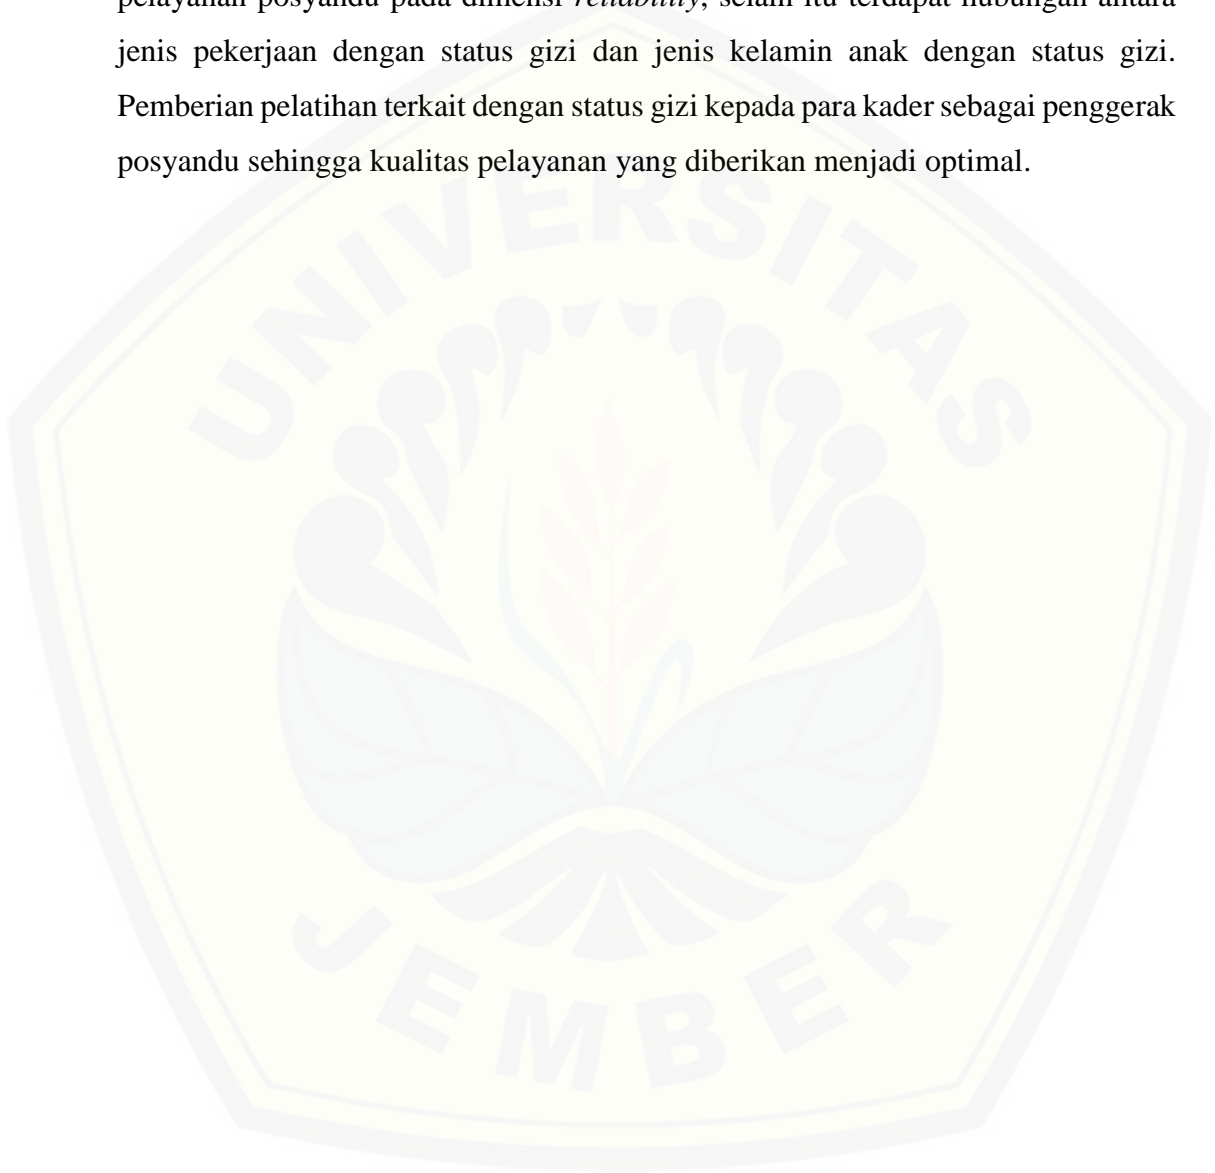 pelayanan posyandu pada dimensi reliability, selain itu terdapat hubungan antara
jenis pekerjaan dengan status gizi dan jenis kelamin anak dengan status gizi.
Pemberian pelatihan terkait dengan status gizi kepada para kader sebagai penggerak
posyandu sehingga kualitas pelayanan yang diberikan menjadi optimal.
UNIVERSITAS
JEMBER